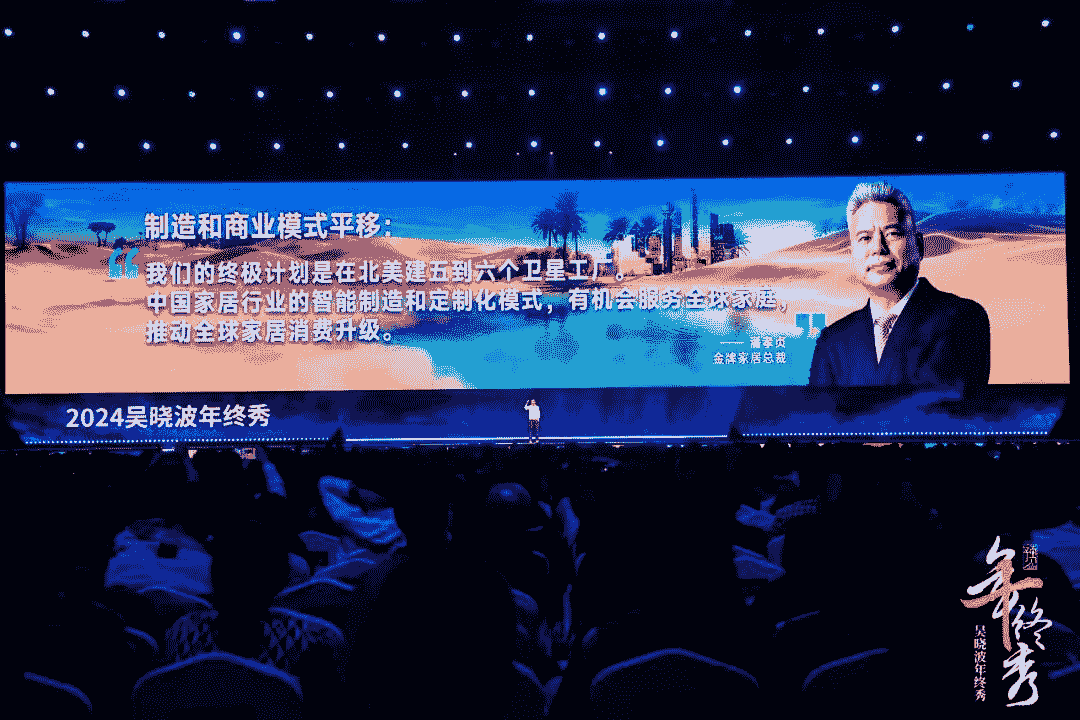 制造和商业模式平移：
“我们的终极计划是在北美建五到六个卫星工厂。
中国家居行业的智能制造和定制化模式，有机会服务全球家庭，
推动全球家居消费升级。”
—— 潘孝贞
金牌家居总裁
2024吴晓波年终秀
年终秀
吴晓波年终秀